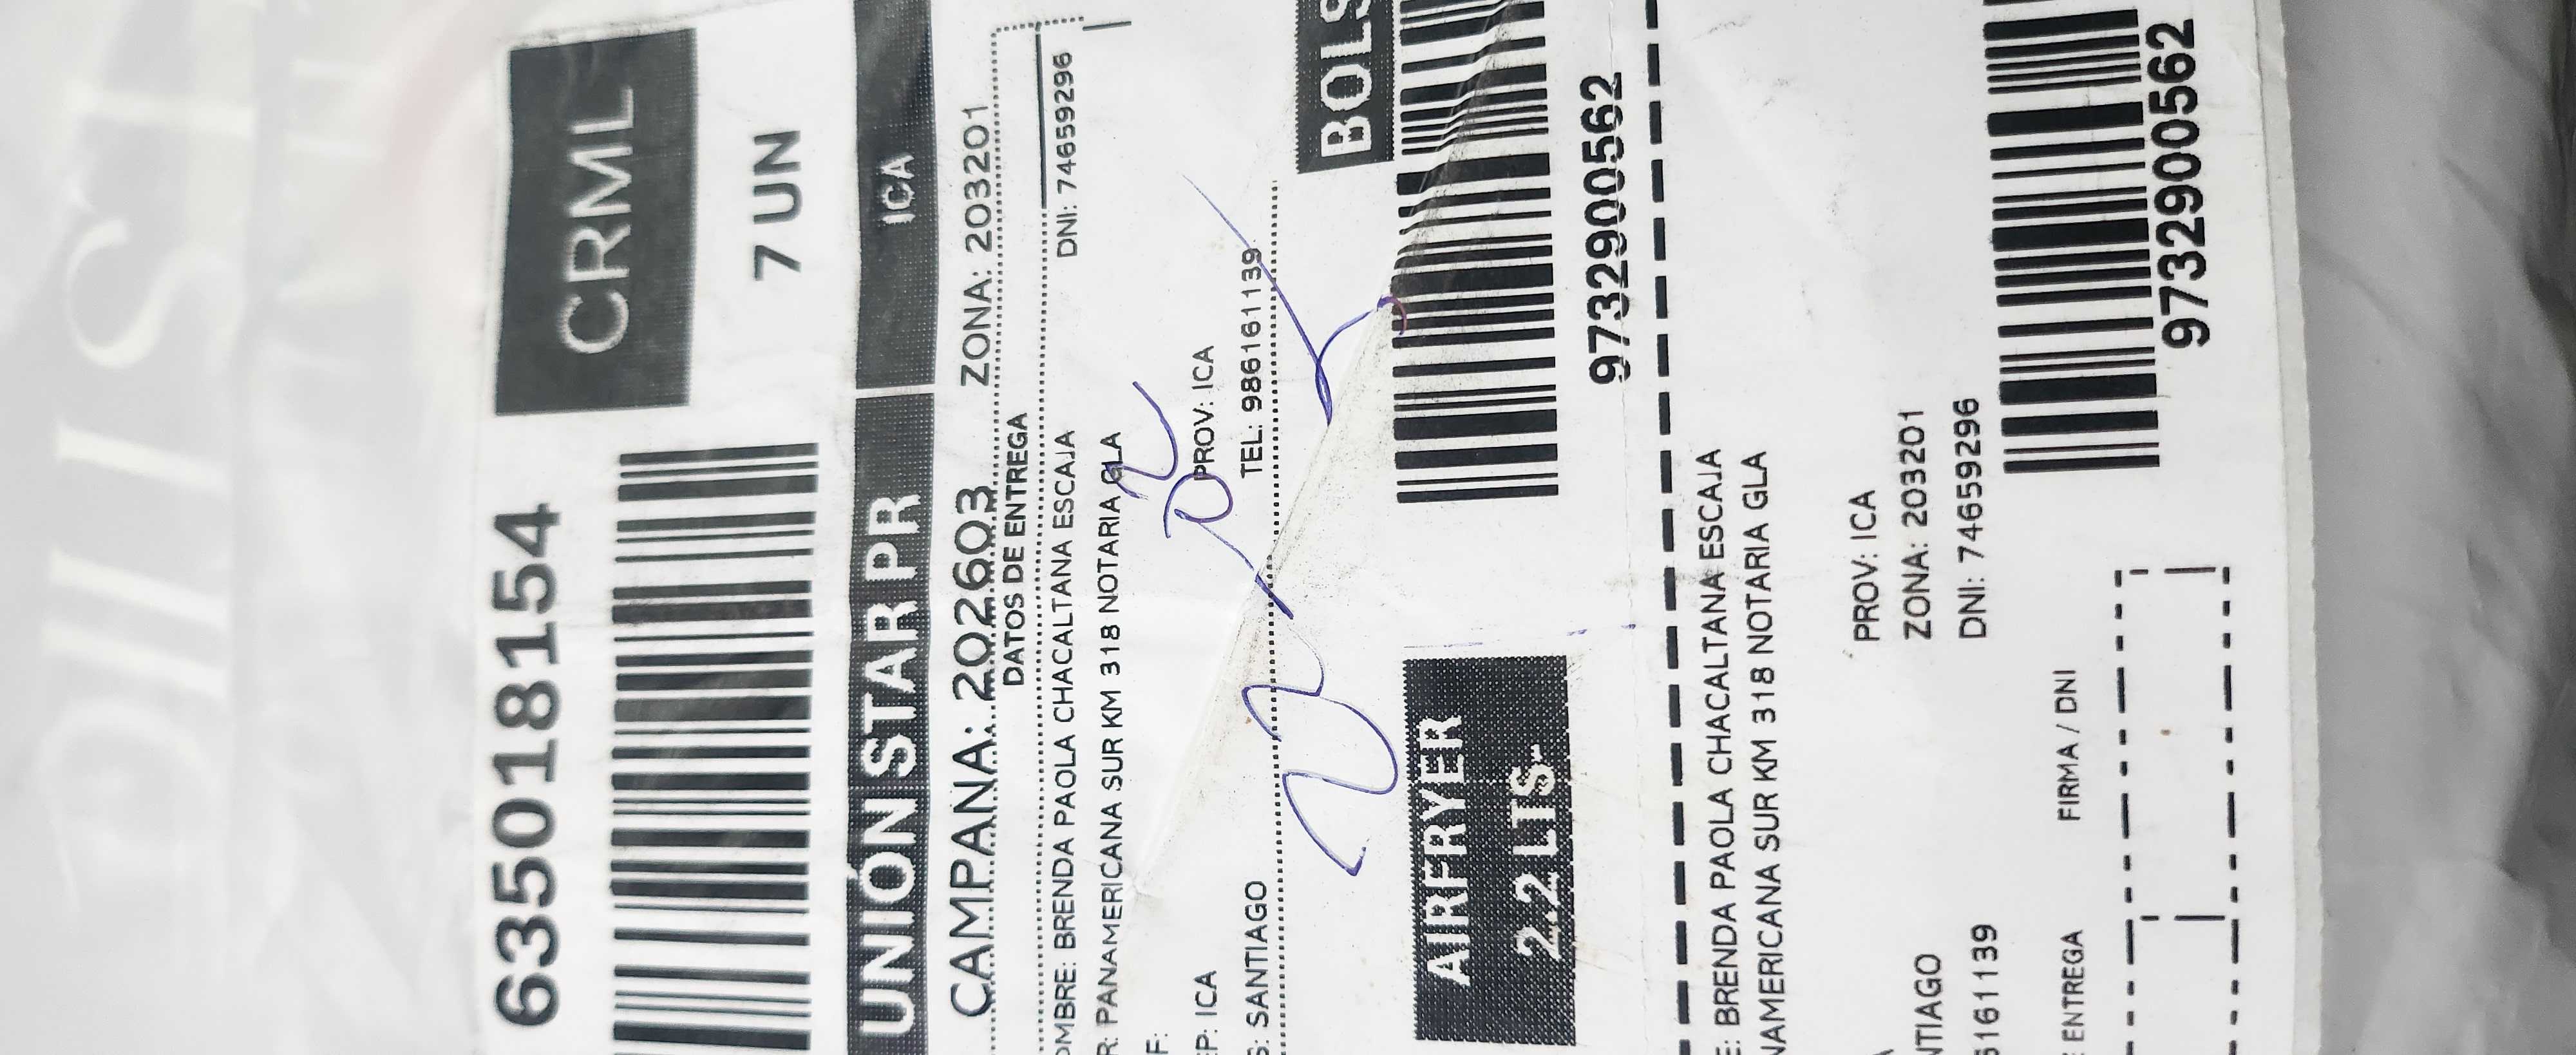 635018154
CRML
7 UN
UNIÓN STAR PR
ICA
CAMPANA: 202603 ZONA: 203201
DATOS DE ENTREGA
OMBRE: BRENDA PAOLA CHACALTANA ESCAJA DNI: 74659296
R: PANAMERICANA SUR KM 318 NOTARIA GLA
F:
EP: ICA PROV: ICA
S: SANTIAGO TEL: 986161139
BOLS
AIRFRYER
2.2 LTS-
9732900562
E: BRENDA PAOLA CHACALTANA ESCAJA
NAMERICANA SUR KM 318 NOTARIA GLA
PROV: ICA
NTIAGO ZONA: 203201
6161139 DNI: 74659296
E ENTREGA FIRMA / DNI
9732900562